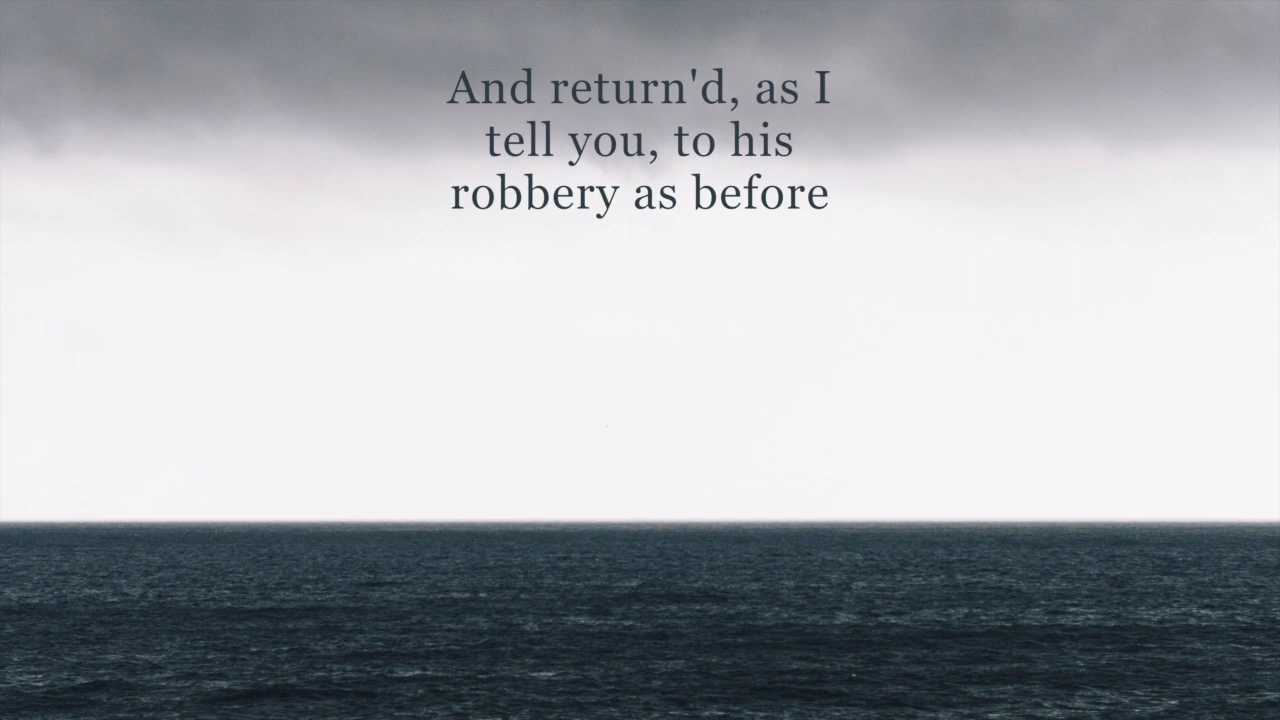 And return'd, as I
tell you, to his
robbery as before